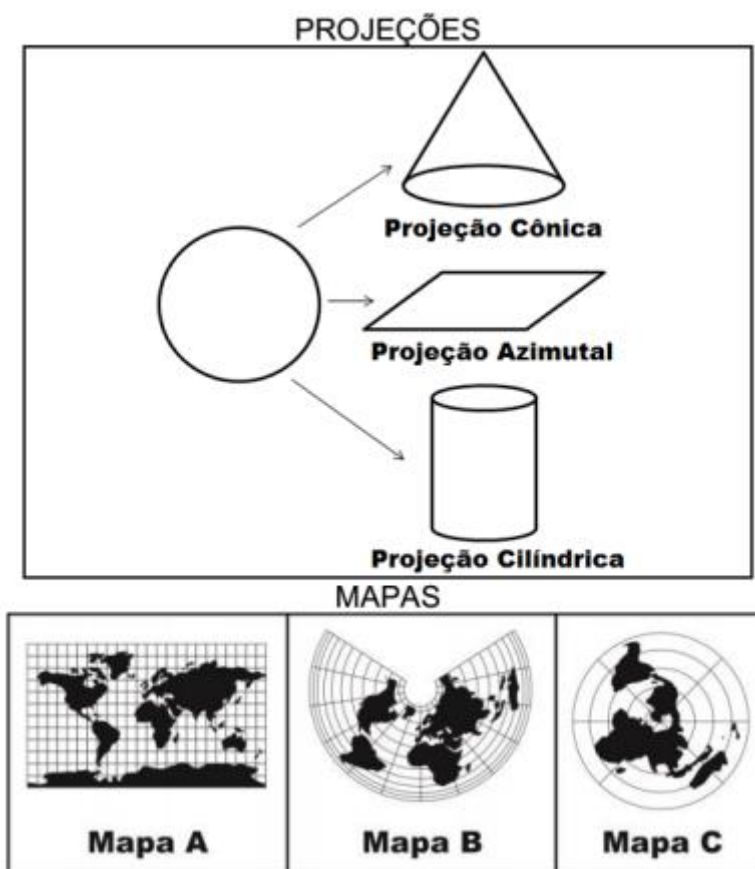 PROJEÇÕES
Projeção Cônica
Projeção Azimutal
Projeção Cilíndrica
MAPAS
Mapa A
Mapa B
Mapa C